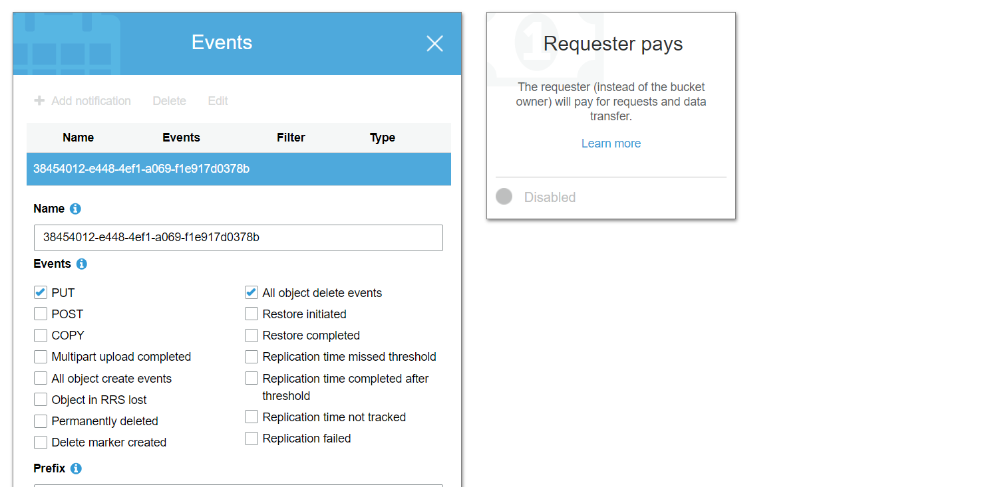 Events
Add notification Delete Edit
Name Events Filter Type
38454012-e448-4ef1-a069-f1e917d0378b
Name
38454012-e448-4ef1-a069-f1e917d0378b
Events
PUT
POST
COPY
Multipart upload completed
All object create events
Object in RRS lost
Permanently deleted
Delete marker created
All object delete events
Restore initiated
Restore completed
Replication time missed threshold
Replication time completed after
threshold
Replication time not tracked
Replication failed
Prefix
Requester pays
The requester (instead of the bucket
owner) will pay for requests and data
transfer.
Learn more
Disabled